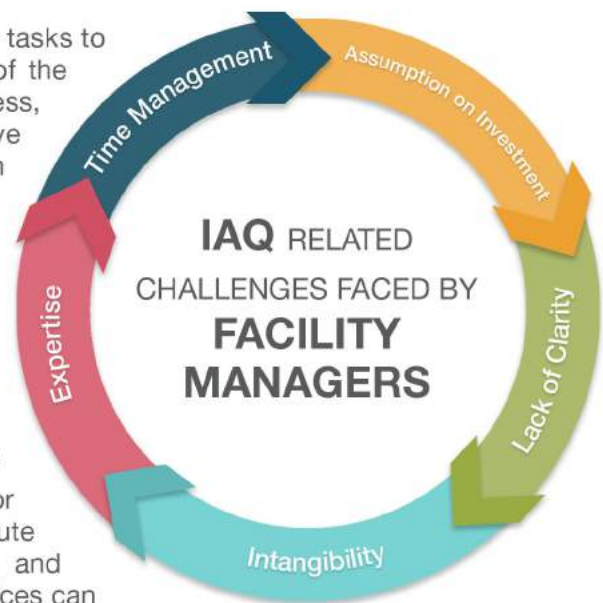 tasks to
of the
ess,
ve
Time Management
Assumption on Investment
Lack of Clarity
Intangibility
Expertise
IAQ RELATED
CHALLENGES FACED BY
FACILITY
MANAGERS
or
ute
and
ces can